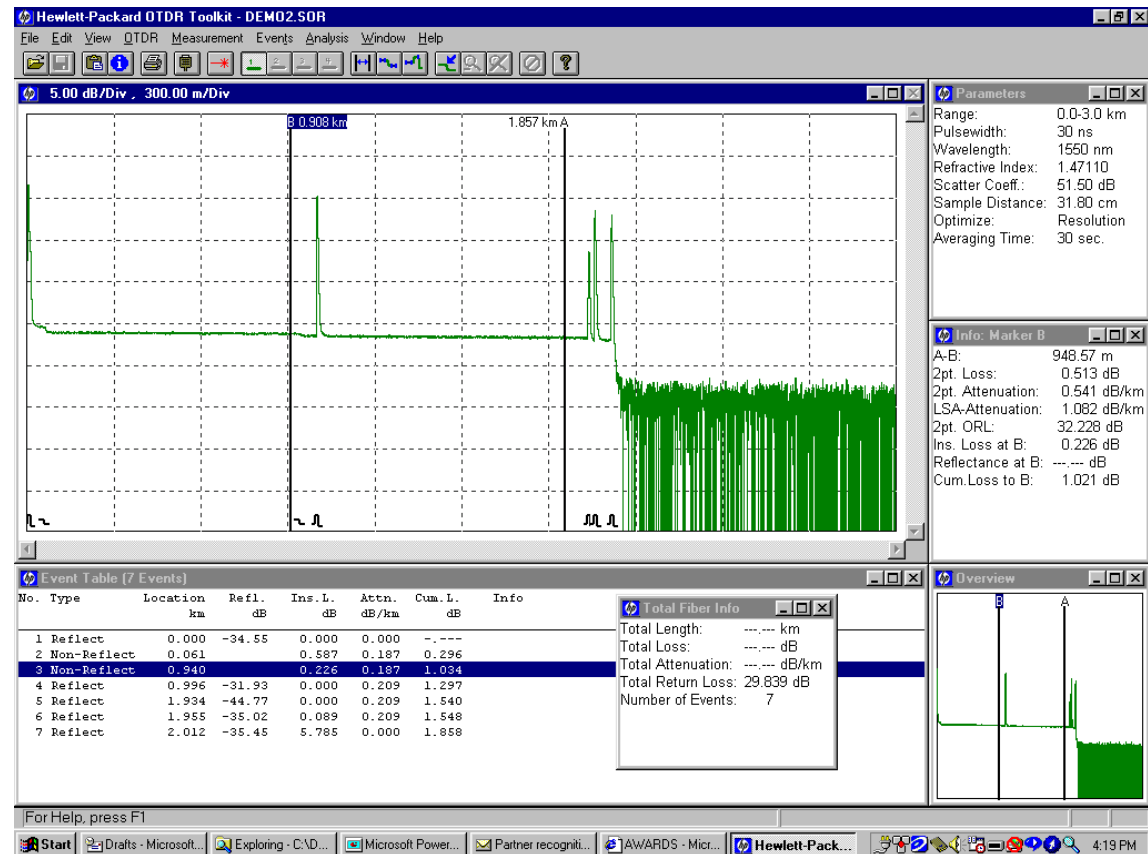 Hewlett-Packard OTDR Toolkit - DEMO2.SOR
File Edit View OTDR Measurement Events Analysis Window Help
1 2 3 4
5.00 dB/Div , 300.00 m/Div
B 0.908 km
1.857 km A
Parameters
Range: 0.0-3.0 km
Pulsewidth: 30 ns
Wavelength: 1550 nm
Refractive Index: 1.47110
Scatter Coeff.: 51.50 dB
Sample Distance: 31.80 cm
Optimize: Resolution
Averaging Time: 30 sec.
Info: Marker B
A-B: 948.57 m
2pt. Loss: 0.513 dB
2pt. Attenuation: 0.541 dB/km
LSA-Attenuation: 1.082 dB/km
2pt. ORL: 32.228 dB
Ins. Loss at B: 0.226 dB
Reflectance at B: ---.--- dB
Cum.Loss to B: 1.021 dB
Event Table (7 Events)
No. Type Location Refl. Ins.L. Attn. Cum.L. Info
km dB dB dB/km dB
1 Reflect 0.000 -34.55 0.000 0.000 -.---
2 Non-Reflect 0.061 0.587 0.187 0.296
3 Non-Reflect 0.940 0.226 0.187 1.034
4 Reflect 0.996 -31.93 0.000 0.209 1.297
5 Reflect 1.934 -44.77 0.000 0.209 1.540
6 Reflect 1.955 -35.02 0.089 0.209 1.548
7 Reflect 2.012 -35.45 5.785 0.000 1.858
Total Fiber Info
Total Length: ---.--- km
Total Loss: ---.--- dB
Total Attenuation: ---.--- dB/km
Total Return Loss: 29.839 dB
Number of Events: 7
Overview
B A
For Help, press F1
Start Drafts - Microsoft... Exploring - C:\D... Microsoft Power... Partner recogniti... AWARDS - Micr... Hewlett-Pack... 4:19 PM